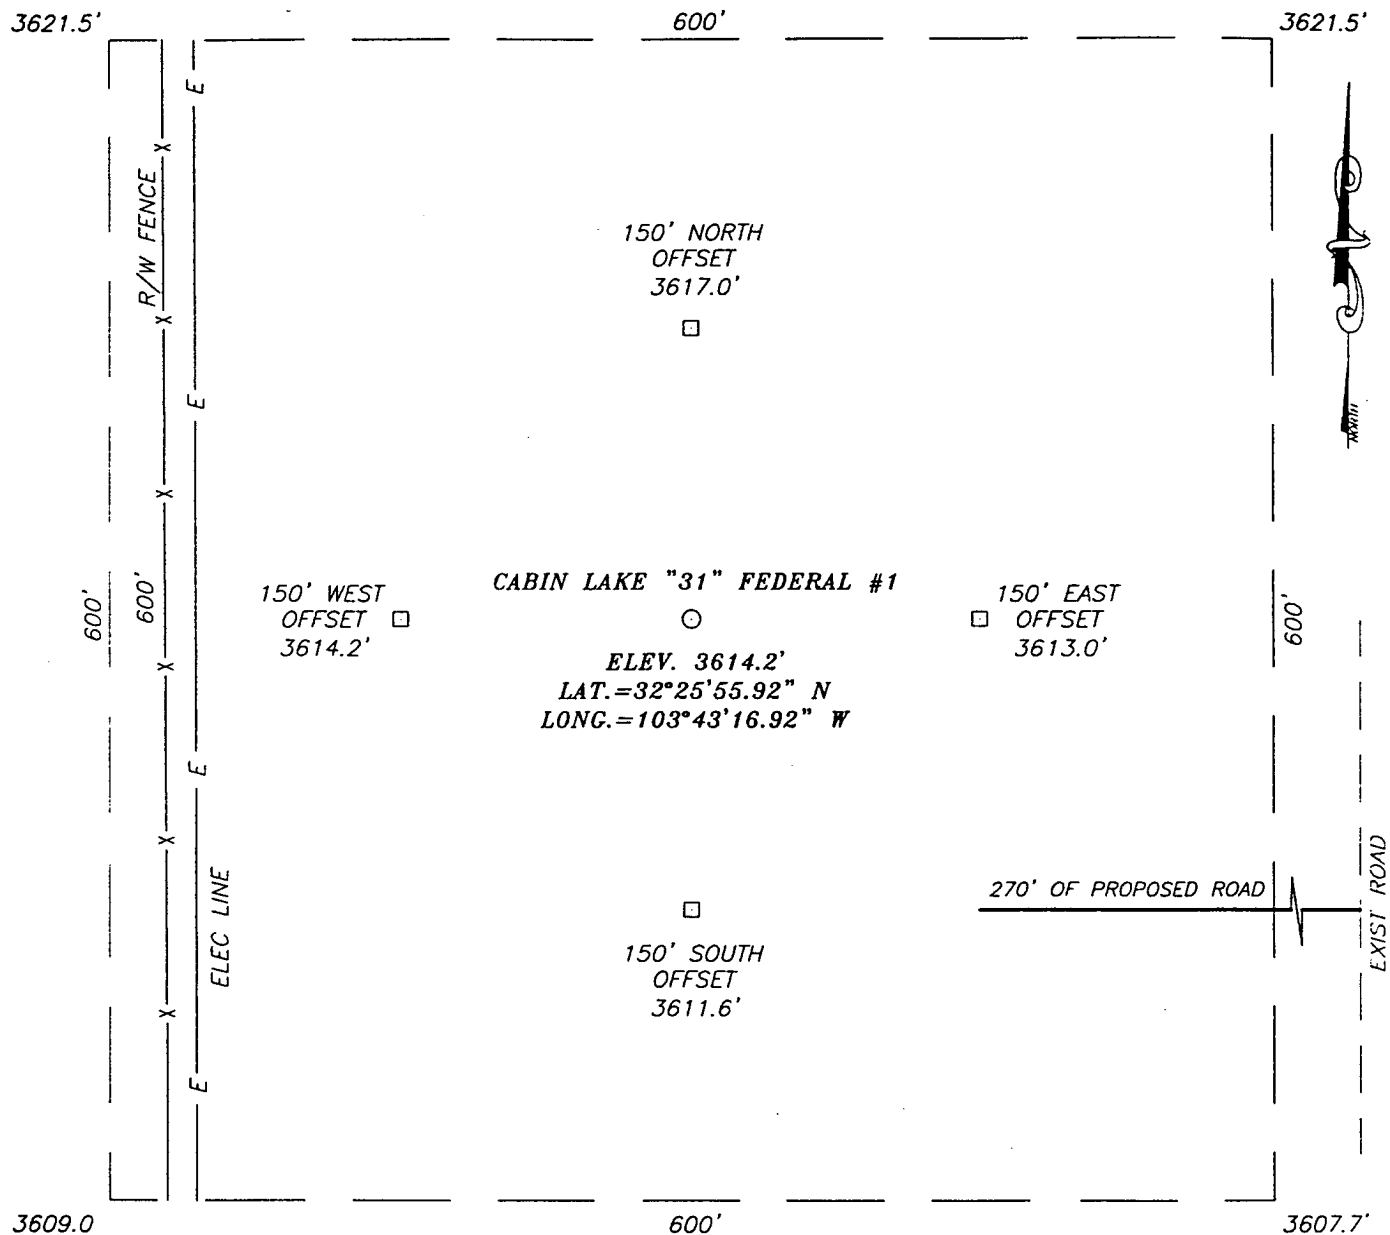 3621.5'
600'
3621.5'
E
X
R/W FENCE
150' NORTH
OFFSET
3617.0'
X
E
NORTH
X
600'
600'
150' WEST
OFFSET
3614.2'
CABIN LAKE "31" FEDERAL #1
ELEV. 3614.2'
LAT.=32°25'55.92" N
LONG.=103°43'16.92" W
150' EAST
OFFSET
3613.0'
600'
X
E
X
ELEC LINE
270' OF PROPOSED ROAD
EXIST ROAD
150' SOUTH
OFFSET
3611.6'
X
E
3609.0
600'
3607.7'